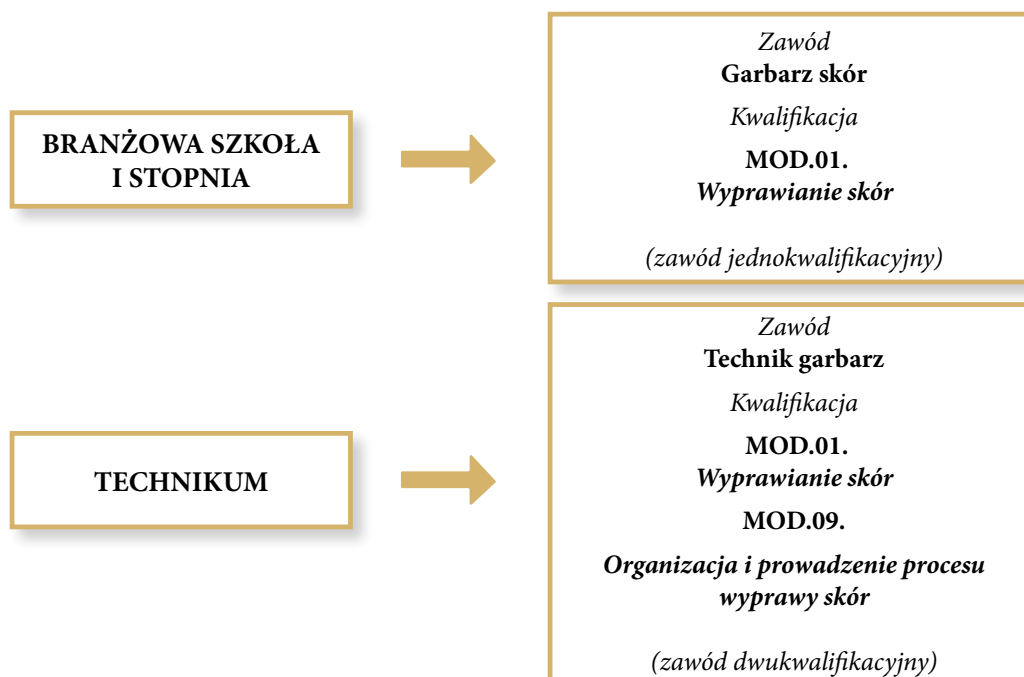 BRANŻOWA SZKOŁA
I STOPNIA
Zawód
Garbarz skór
Kwalifikacja
MOD.01.
Wyprawianie skór
(zawód jednokwalifikacyjny)
TECHNIKUM
Zawód
Technik garbarz
Kwalifikacja
MOD.01.
Wyprawianie skór
MOD.09.
Organizacja i prowadzenie procesu
wyprawy skór
(zawód dwukwalifikacyjny)